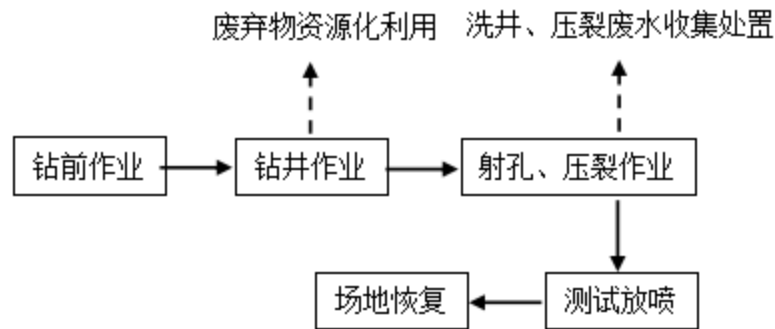 废弃物资源化利用
洗井、压裂废水收集处置
钻前作业
钻井作业
射孔、压裂作业
场地恢复
测试放喷